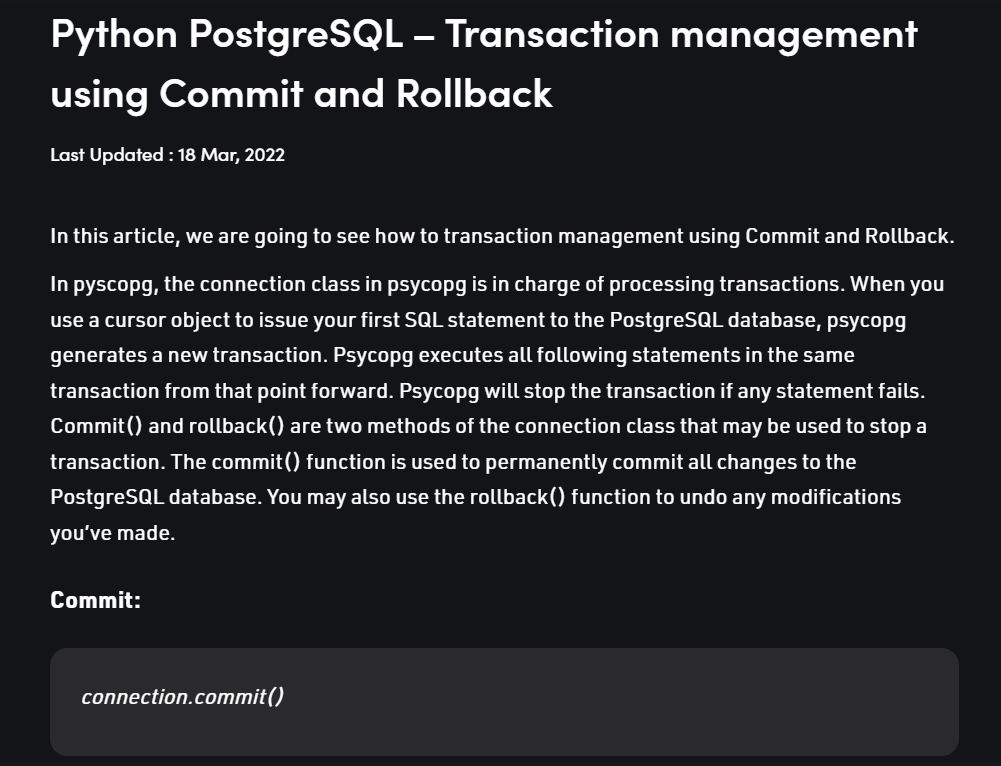 Python PostgreSQL – Transaction management
using Commit and Rollback
Last Updated : 18 Mar, 2022
In this article, we are going to see how to transaction management using Commit and Rollback.
In pyscopg, the connection class in psycopg is in charge of processing transactions. When you
use a cursor object to issue your first SQL statement to the PostgreSQL database, psycopg
generates a new transaction. Psycopg executes all following statements in the same
transaction from that point forward. Psycopg will stop the transaction if any statement fails.
Commit() and rollback() are two methods of the connection class that may be used to stop a
transaction. The commit() function is used to permanently commit all changes to the
PostgreSQL database. You may also use the rollback() function to undo any modifications
you’ve made.
Commit:
connection.commit()